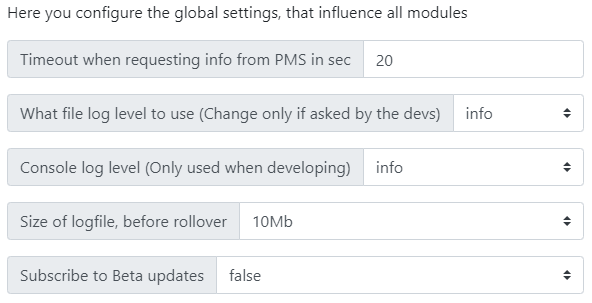 Here you configure the global settings, that influence all modules
Timeout when requesting info from PMS in sec 20
What file log level to use (Change only if asked by the devs) info
Console log level (Only used when developing) info
Size of logfile, before rollover 10Mb
Subscribe to Beta updates false